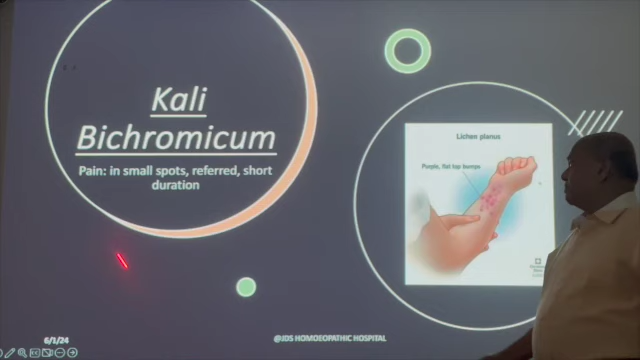 Kali
Bichromicum
Pain: in small spots, referred, short
duration
Lichen planus
Purple, flat top bumps
6/1/24
@JDS HOMOEOPATHIC HOSPITAL